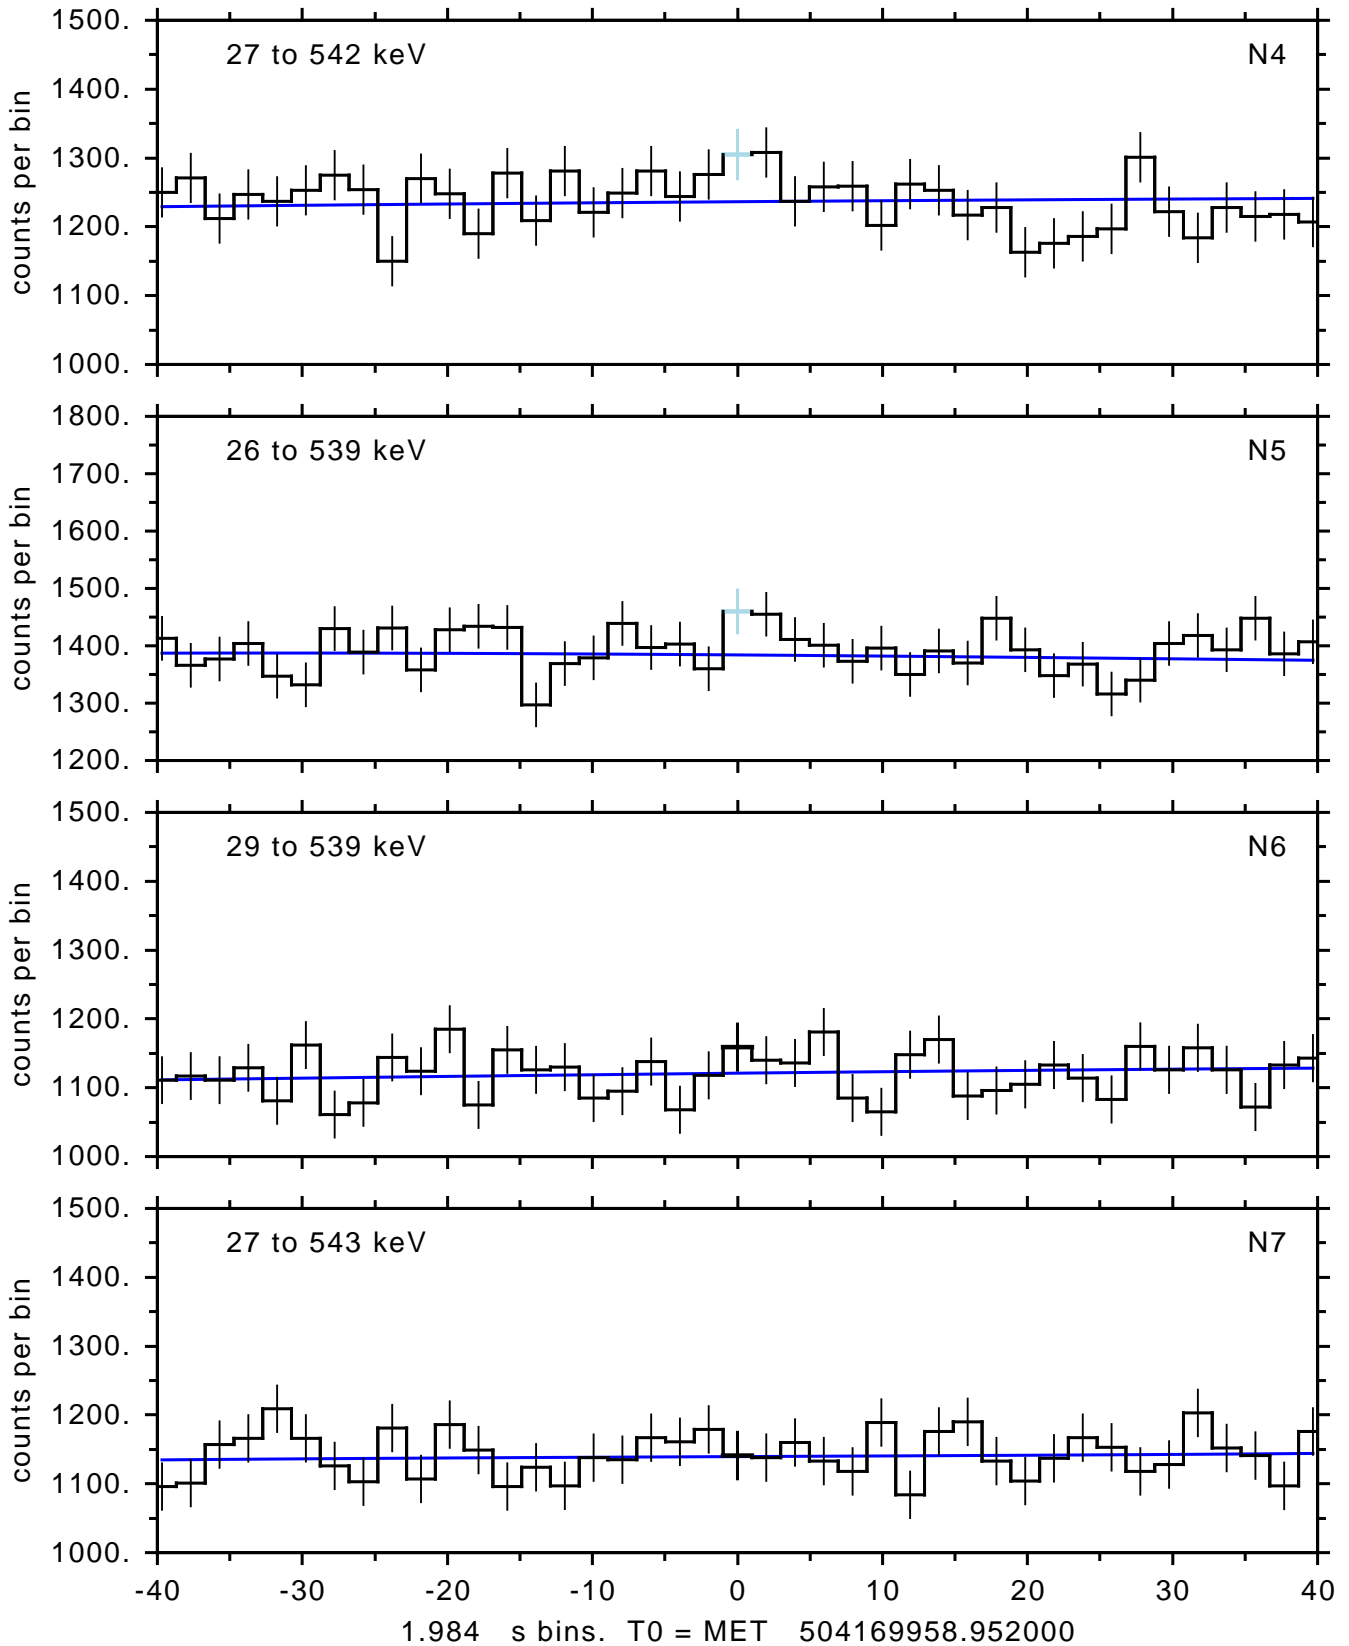 1500.
27 to 542 keV N4
1400.
1300.
1200.
1100.
1000.
counts per bin
1800.
26 to 539 keV N5
1700.
1600.
1500.
1400.
1300.
1200.
counts per bin
1500.
29 to 539 keV N6
1400.
1300.
1200.
1100.
1000.
counts per bin
1500.
27 to 543 keV N7
1400.
1300.
1200.
1100.
1000.
counts per bin
-40 -30 -20 -10 0 10 20 30 40
1.984 s bins. T0 = MET 504169958.952000